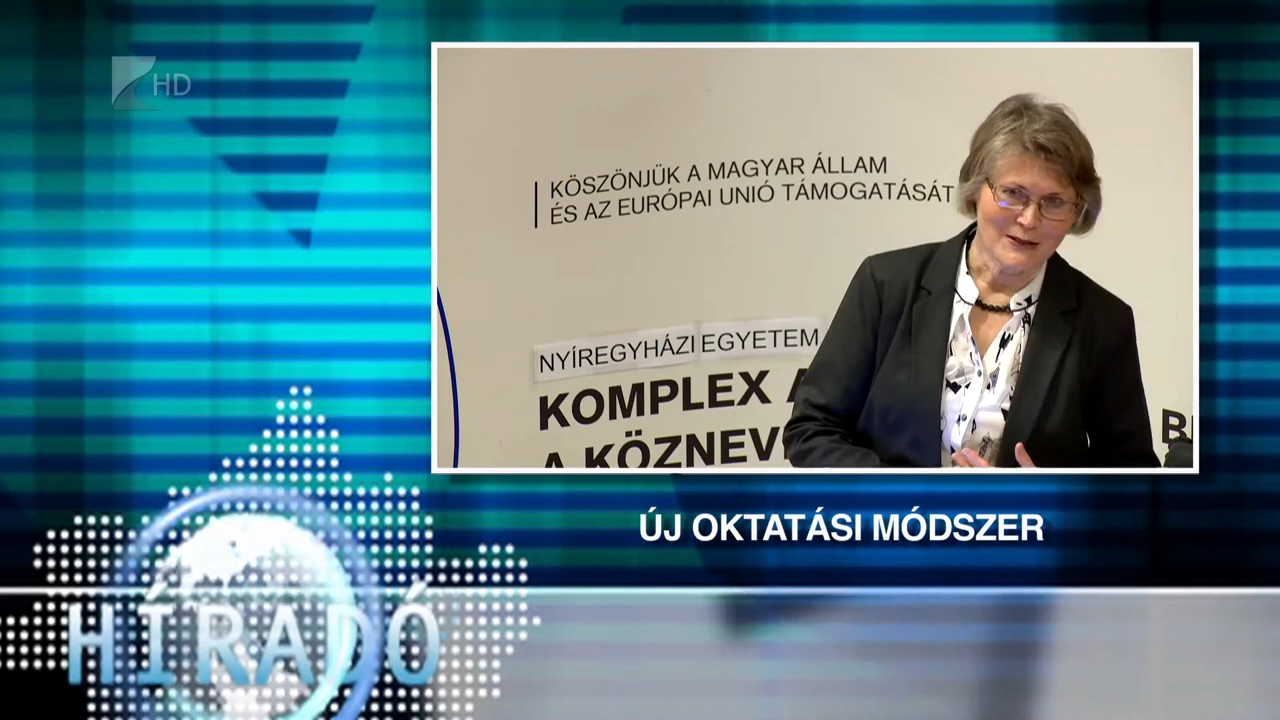 HD
KÖSZÖNJÜK A MAGYAR ÁLLAM
ÉS AZ EURÓPAI UNIÓ TÁMOGATÁSÁT
NYÍREGYHÁZI EGYETEM
KOMPLEX A
A KÖZNEV
B
ÚJ OKTATÁSI MÓDSZER
HÍRADÓ